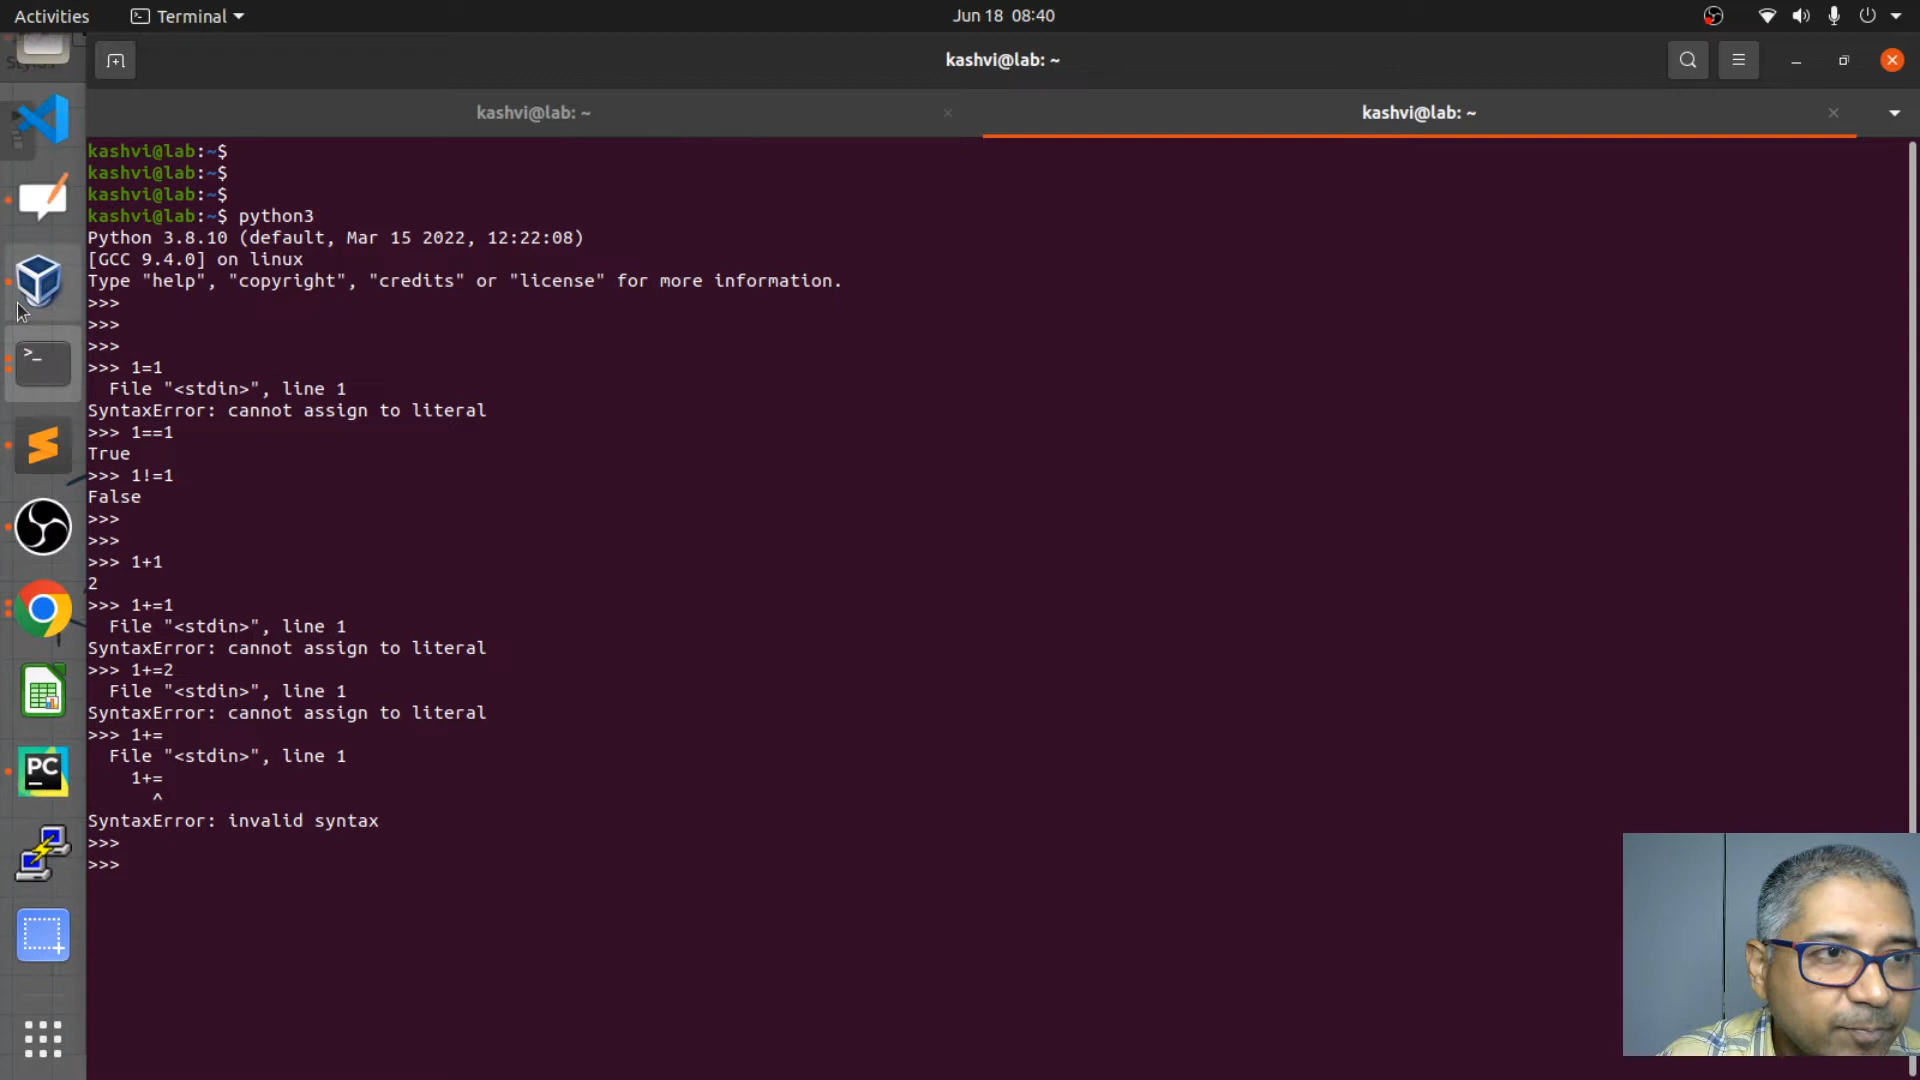 Activities
Terminal
Jun 18 08:40
kashvi@lab: ~
kashvi@lab: ~
kashvi@lab: ~
kashvi@lab:~$
kashvi@lab:~$
kashvi@lab:~$
kashvi@lab:~$ python3
Python 3.8.10 (default, Mar 15 2022, 12:22:08)
[GCC 9.4.0] on linux
Type "help", "copyright", "credits" or "license" for more information.
>>>
>>>
>>>
>>> 1=1
  File "<stdin>", line 1
SyntaxError: cannot assign to literal
>>> 1==1
True
>>> 1!=1
False
>>>
>>>
>>> 1+1
2
>>> 1+=1
  File "<stdin>", line 1
SyntaxError: cannot assign to literal
>>> 1+=2
  File "<stdin>", line 1
SyntaxError: cannot assign to literal
>>> 1+=
  File "<stdin>", line 1
    1+=
      ^
SyntaxError: invalid syntax
>>>
>>>
>_
PC